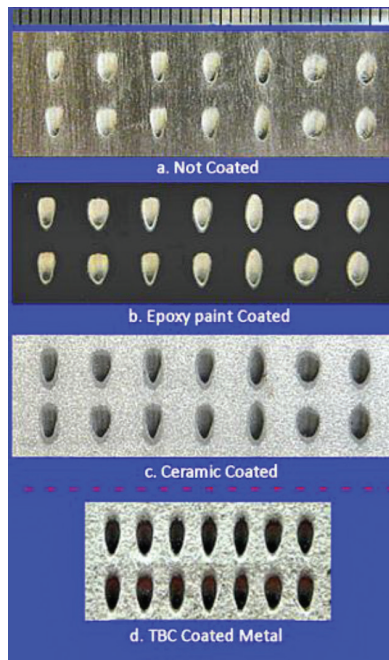 a. Not Coated
b. Epoxy paint Coated
c. Ceramic Coated
d. TBC Coated Metal